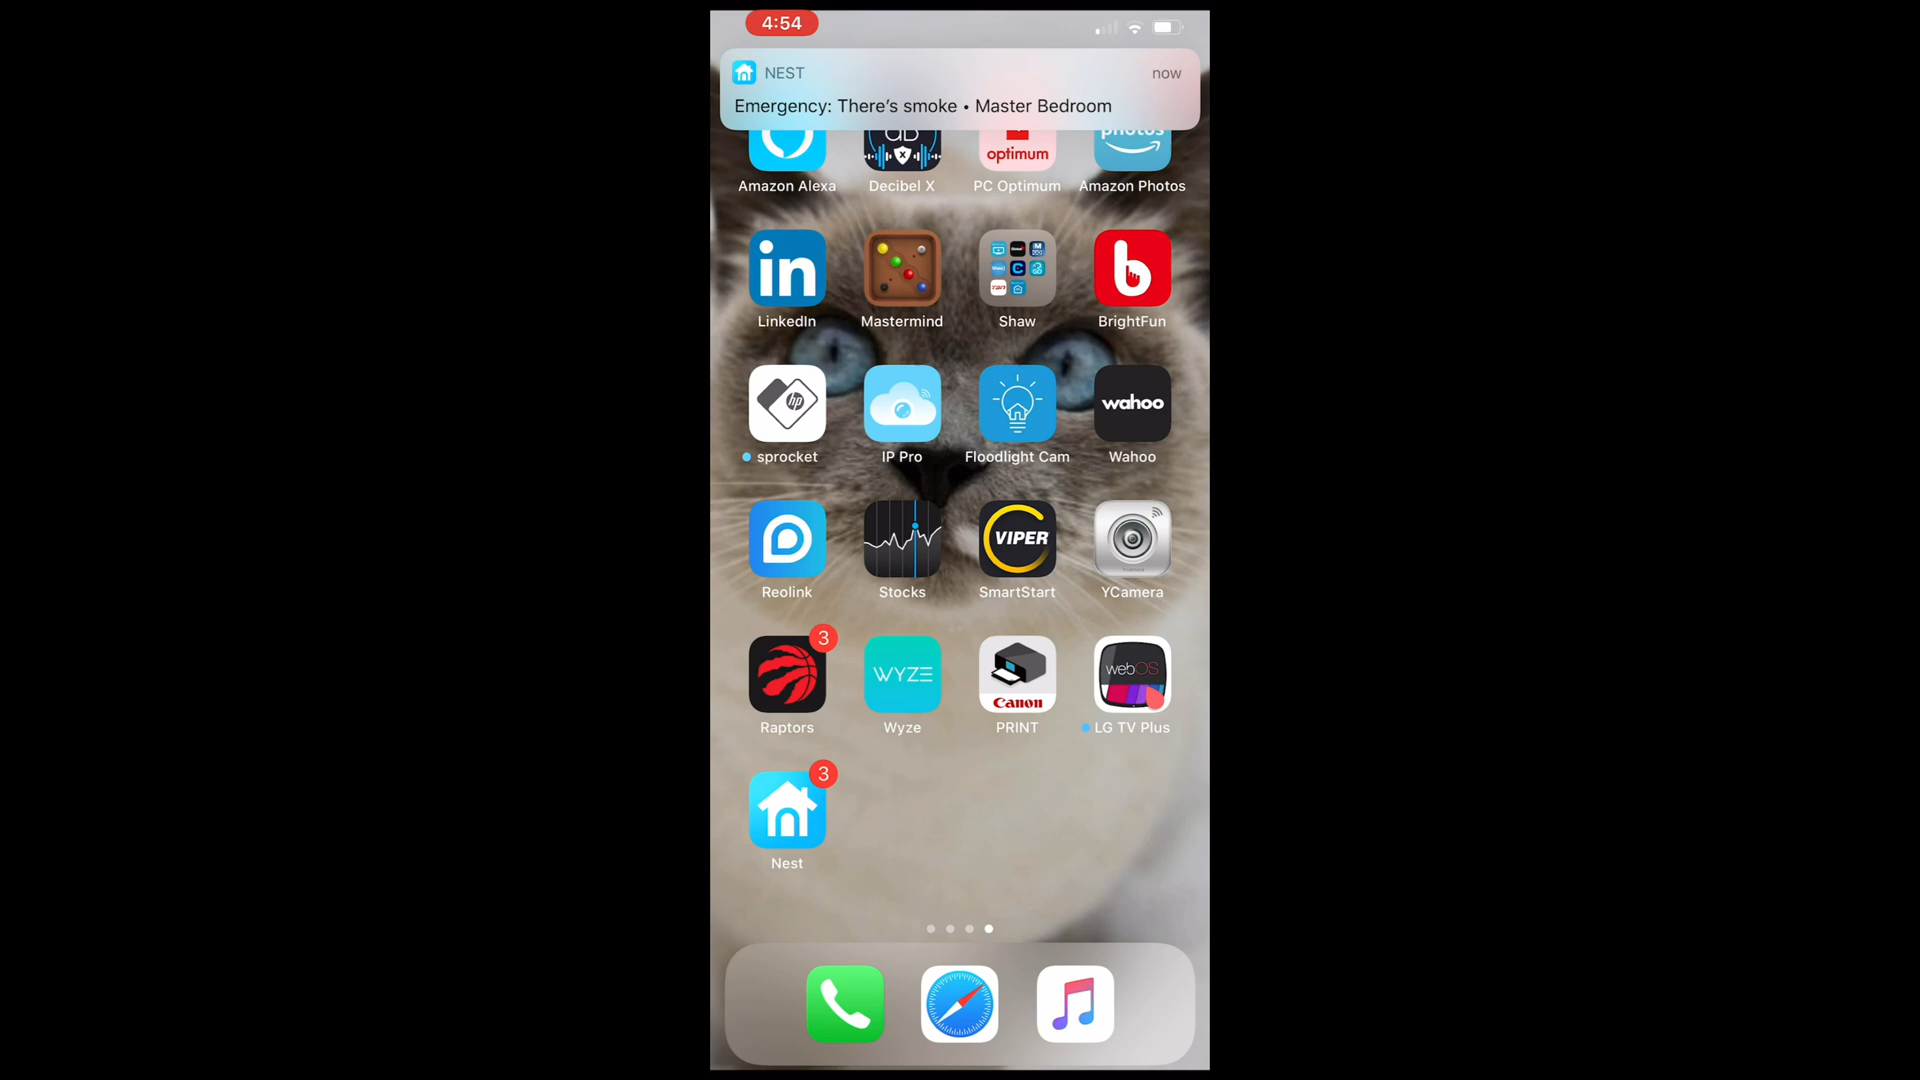 4:54
NEST
now
Emergency: There's smoke • Master Bedroom
photos
optimum
Amazon Alexa
Decibel X
PC Optimum
Amazon Photos
in
b
LinkedIn
Mastermind
Shaw
BrightFun
hp
wahoo
sprocket
IP Pro
Floodlight Cam
Wahoo
VIPER
Reolink
Stocks
SmartStart
YCamera
3
WYZE
Canon
webOS
Raptors
Wyze
PRINT
LG TV Plus
3
Nest